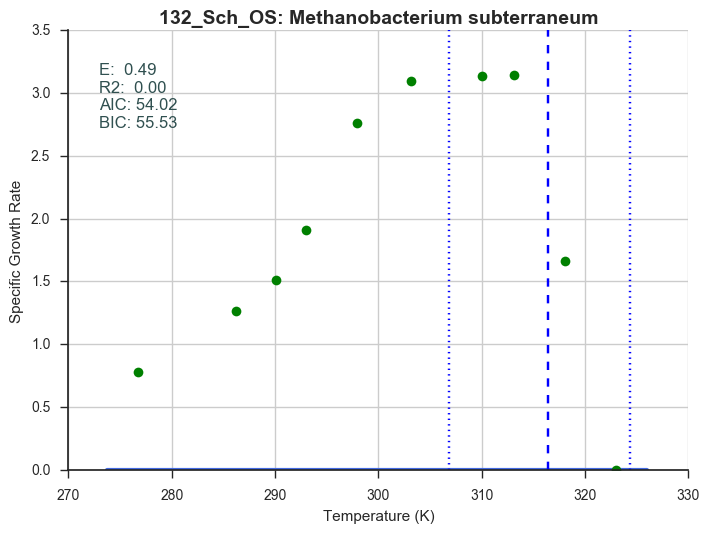 132_Sch_OS: Methanobacterium subterraneum
E:  0.49
R2:  0.00
AIC: 54.02
BIC: 55.53
Specific Growth Rate
3.5
3.0
2.5
2.0
1.5
1.0
0.5
0.0
270 280 290 300 310 320 330
Temperature (K)